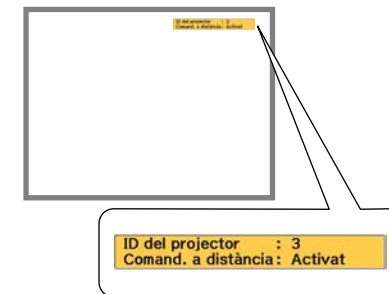 ID del projector : 3
Comand. a distància: Activat
ID del projector : 3
Comand. a distància: Activat